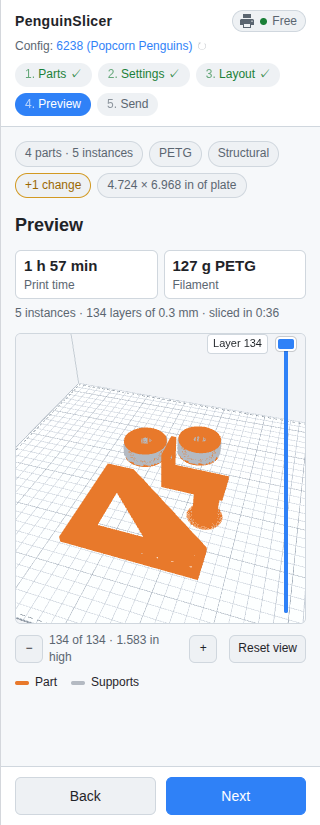 PenguinSlicer
Free
Config: 6238 (Popcorn Penguins)
1. Parts ✓
2. Settings ✓
3. Layout ✓
4. Preview
5. Send
4 parts · 5 instances
PETG
Structural
+1 change
4.724 × 6.968 in of plate
Preview
1 h 57 min
Print time
127 g PETG
Filament
5 instances · 134 layers of 0.3 mm · sliced in 0:36
Layer 134
−
134 of 134 · 1.583 in
high
+
Reset view
Part
Supports
Back
Next